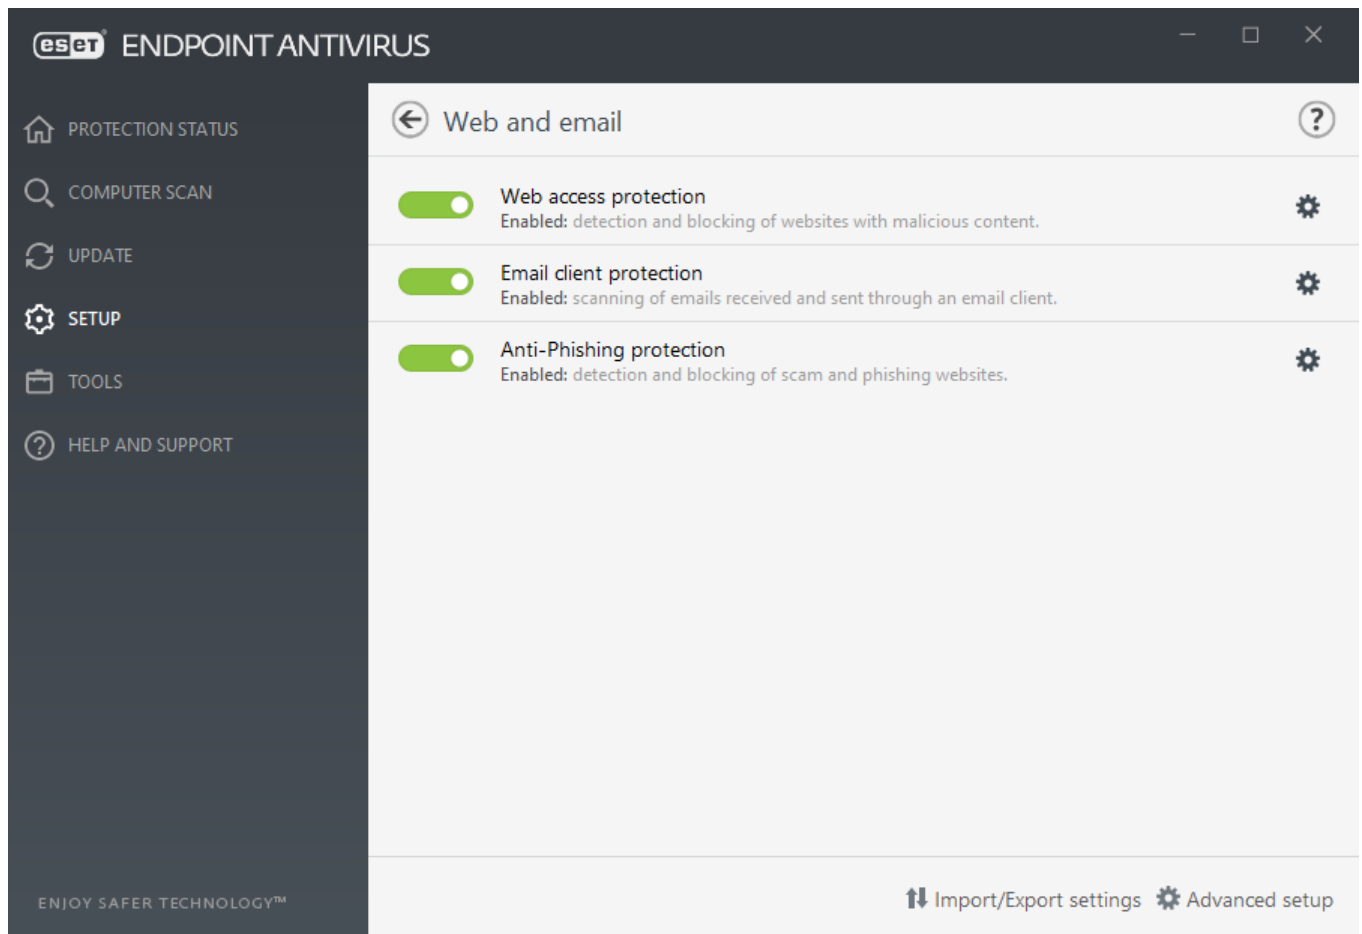 eset ENDPOINT ANTIVIRUS
PROTECTION STATUS
COMPUTER SCAN
UPDATE
SETUP
TOOLS
HELP AND SUPPORT
ENJOY SAFER TECHNOLOGY™
Web and email
?
Web access protection
Enabled: detection and blocking of websites with malicious content.
Email client protection
Enabled: scanning of emails received and sent through an email client.
Anti-Phishing protection
Enabled: detection and blocking of scam and phishing websites.
Import/Export settings Advanced setup